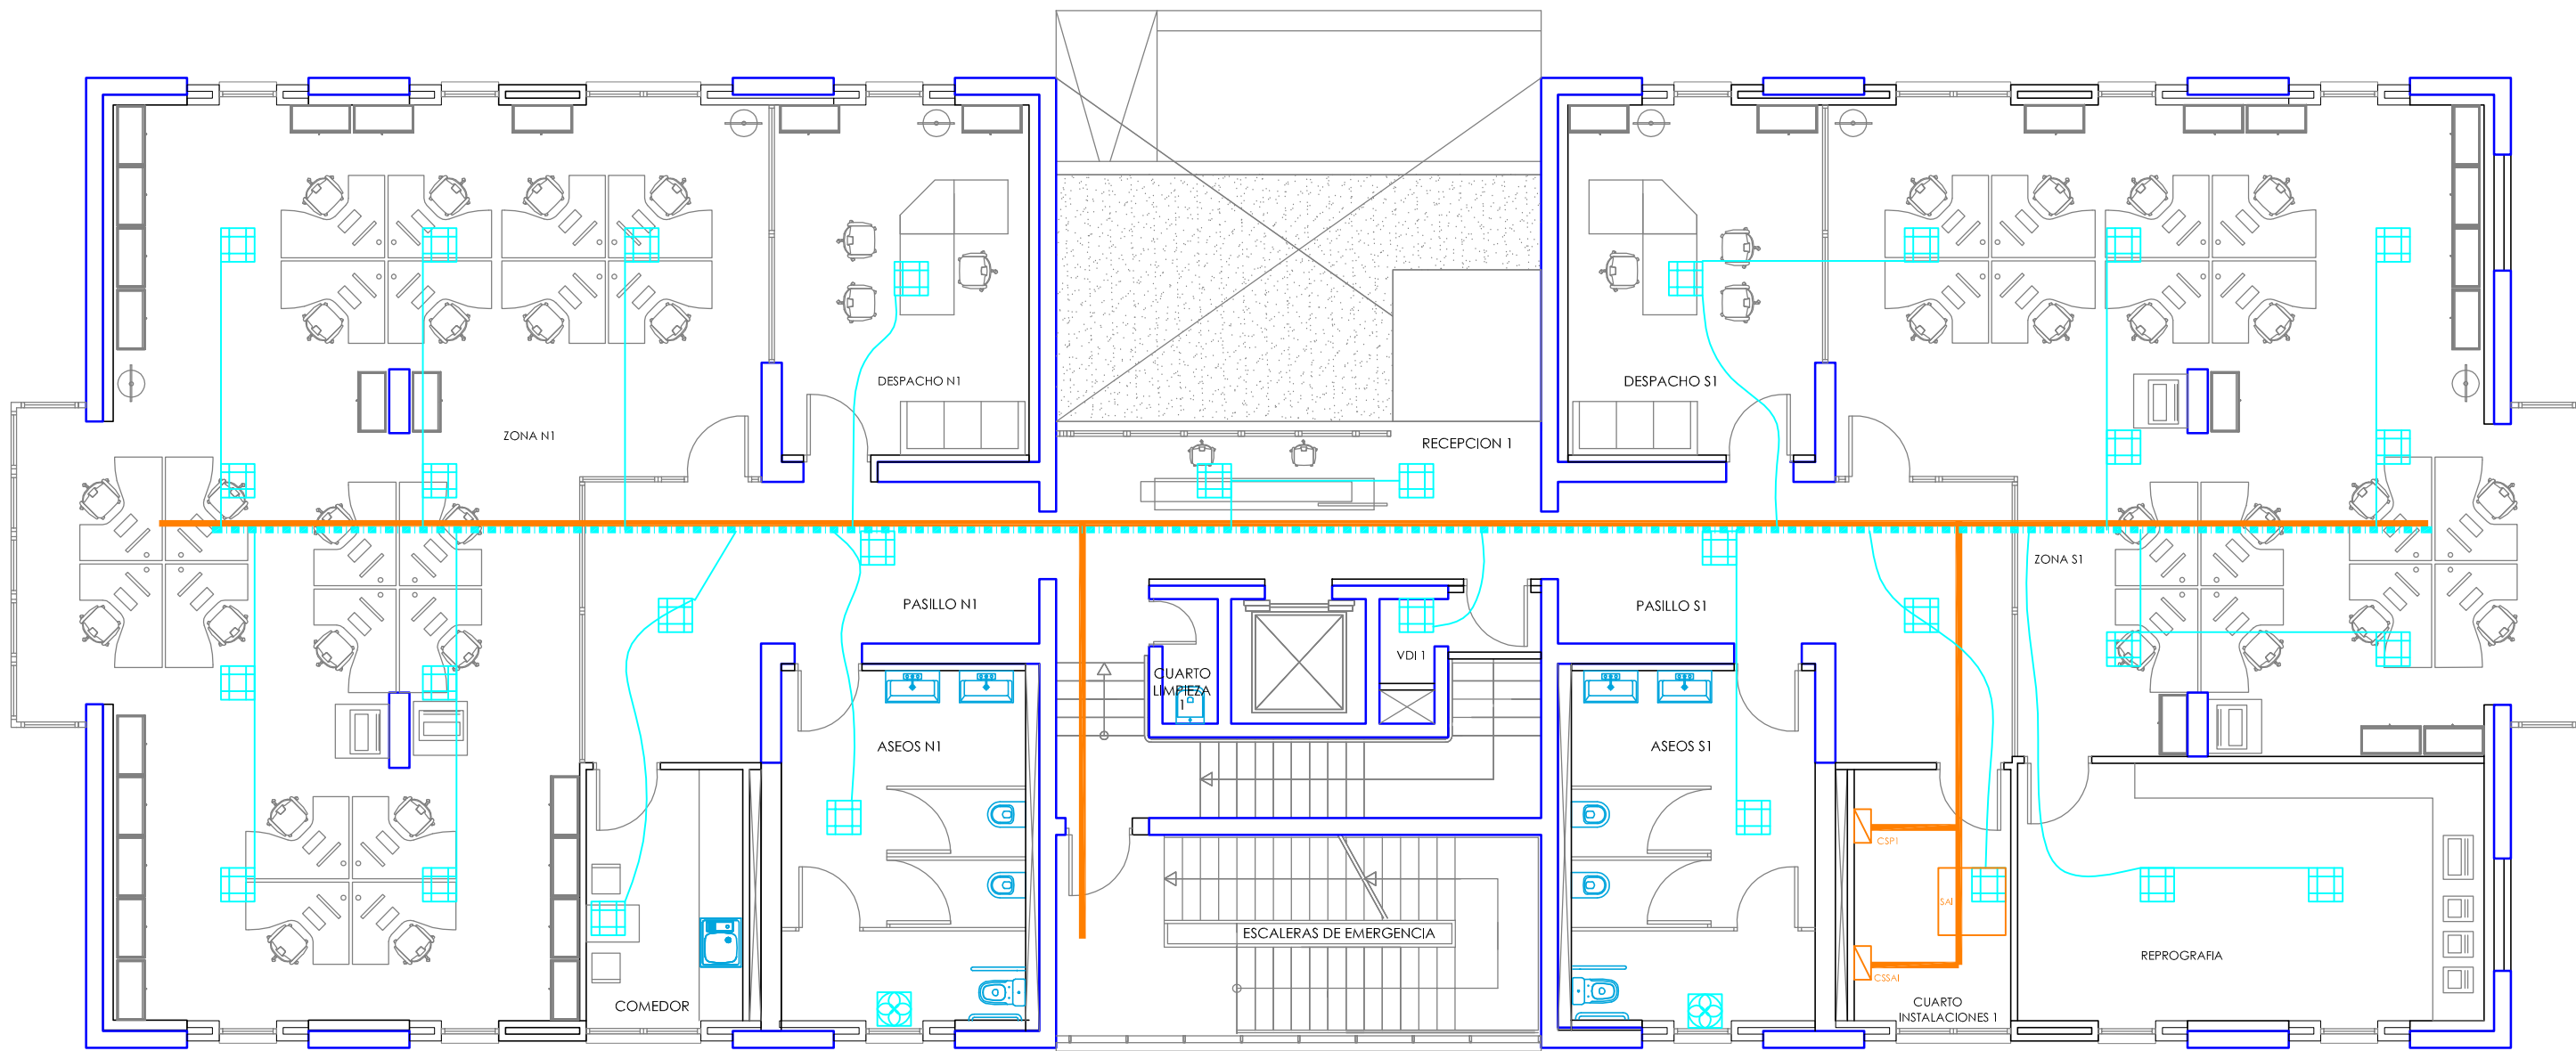 DESPACHO N1
DESPACHO S1
ZONA N1
RECEPCION 1
ZONA S1
PASILLO N1
PASILLO S1
VDI 1
CUARTO
LIMPIEZA
1
ASEOS N1
ASEOS S1
CSP1
SAI
ESCALERAS DE EMERGENCIA
REPROGRAFIA
CSSAI
COMEDOR
CUARTO
INSTALACIONES 1